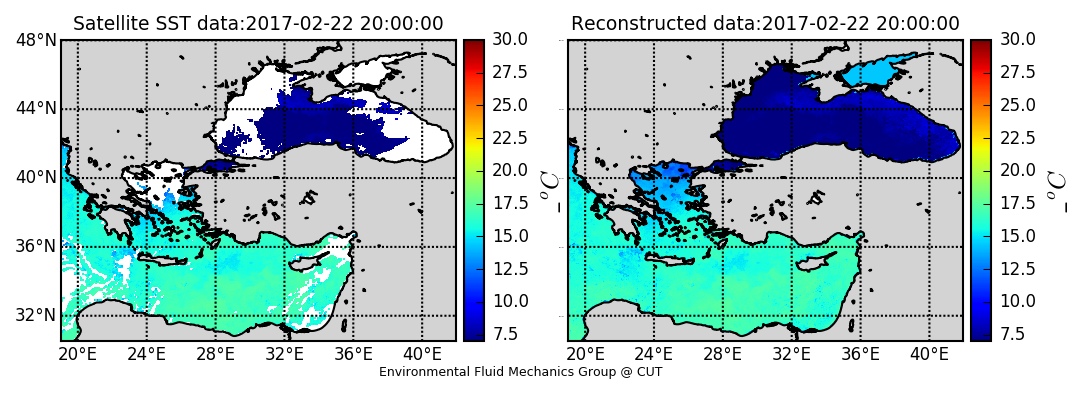 Satellite SST data:2017-02-22 20:00:00
48°N
44°N
40°N
36°N
32°N
20°E 24°E 28°E 32°E 36°E 40°E
30.0
27.5
25.0
22.5
20.0
17.5
15.0
12.5
10.0
7.5
_ °C
Reconstructed data:2017-02-22 20:00:00
20°E 24°E 28°E 32°E 36°E 40°E
30.0
27.5
25.0
22.5
20.0
17.5
15.0
12.5
10.0
7.5
_ °C
Environmental Fluid Mechanics Group @ CUT